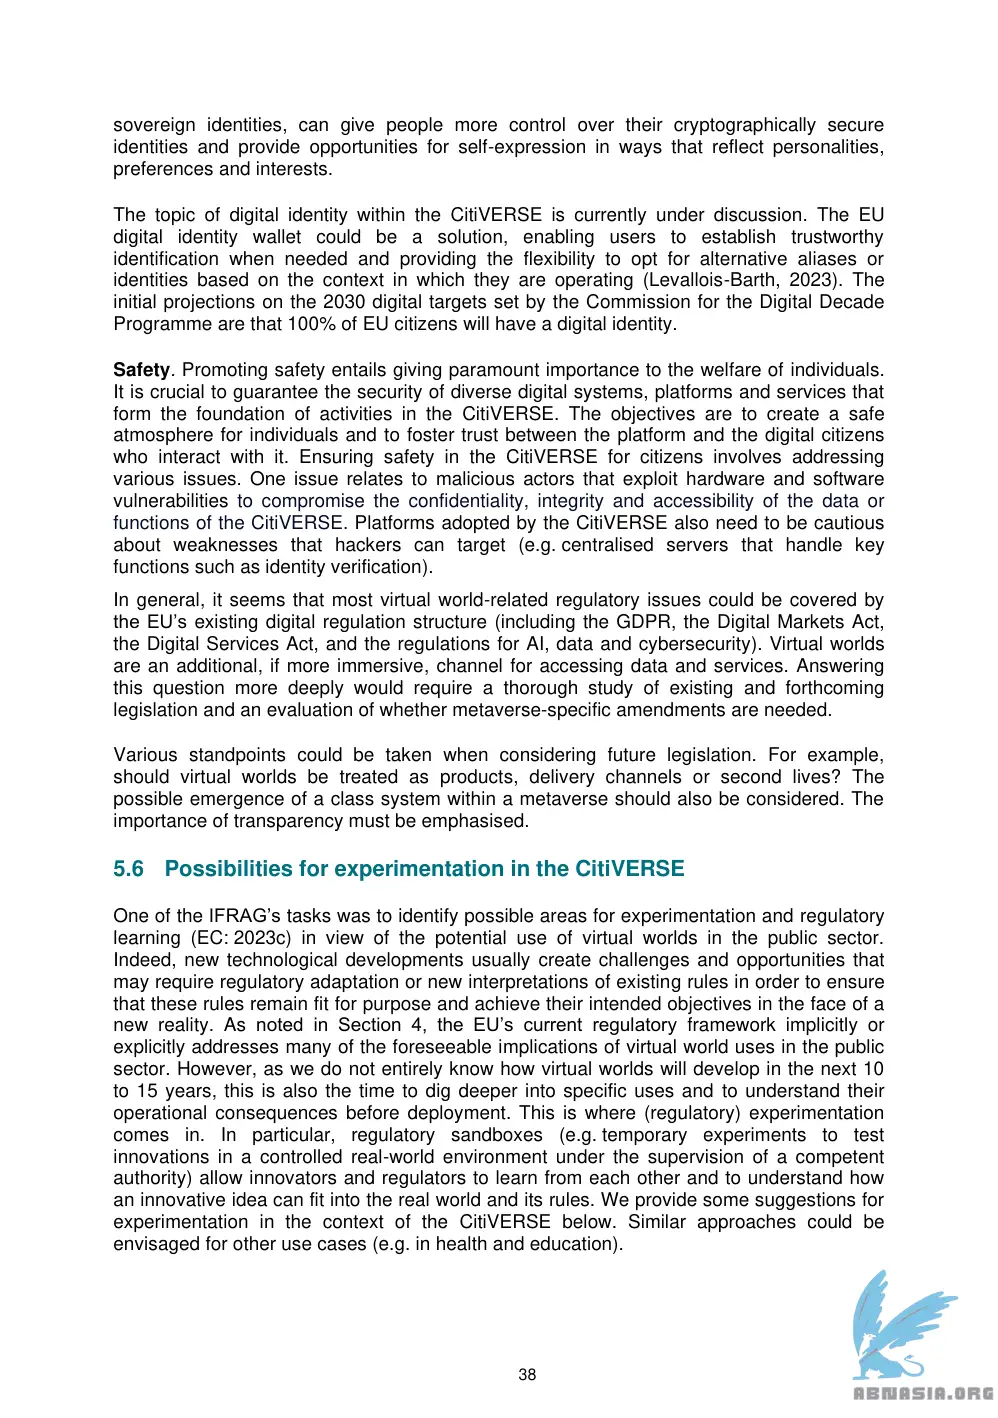 sovereign identities, can give people more control over their cryptographically secure
identities and provide opportunities for self-expression in ways that reflect personalities,
preferences and interests.
The topic of digital identity within the CitiVERSE is currently under discussion. The EU
digital identity wallet could be a solution, enabling users to establish trustworthy
identification when needed and providing the flexibility to opt for alternative aliases or
identities based on the context in which they are operating (Levallois-Barth, 2023). The
initial projections on the 2030 digital targets set by the Commission for the Digital Decade
Programme are that 100% of EU citizens will have a digital identity.
Safety. Promoting safety entails giving paramount importance to the welfare of individuals.
It is crucial to guarantee the security of diverse digital systems, platforms and services that
form the foundation of activities in the CitiVERSE. The objectives are to create a safe
atmosphere for individuals and to foster trust between the platform and the digital citizens
who interact with it. Ensuring safety in the CitiVERSE for citizens involves addressing
various issues. One issue relates to malicious actors that exploit hardware and software
vulnerabilities to compromise the confidentiality, integrity and accessibility of the data or
functions of the CitiVERSE. Platforms adopted by the CitiVERSE also need to be cautious
about weaknesses that hackers can target (e.g. centralised servers that handle key
functions such as identity verification).
In general, it seems that most virtual world-related regulatory issues could be covered by
the EU's existing digital regulation structure (including the GDPR, the Digital Markets Act,
the Digital Services Act, and the regulations for AI, data and cybersecurity). Virtual worlds
are an additional, if more immersive, channel for accessing data and services. Answering
this question more deeply would require a thorough study of existing and forthcoming
legislation and an evaluation of whether metaverse-specific amendments are needed.
Various standpoints could be taken when considering future legislation. For example,
should virtual worlds be treated as products, delivery channels or second lives? The
possible emergence of a class system within a metaverse should also be considered. The
importance of transparency must be emphasised.
5.6 Possibilities for experimentation in the CitiVERSE
One of the IFRAG's tasks was to identify possible areas for experimentation and regulatory
learning (EC: 2023c) in view of the potential use of virtual worlds in the public sector.
Indeed, new technological developments usually create challenges and opportunities that
may require regulatory adaptation or new interpretations of existing rules in order to ensure
that these rules remain fit for purpose and achieve their intended objectives in the face of a
new reality. As noted in Section 4, the EU's current regulatory framework implicitly or
explicitly addresses many of the foreseeable implications of virtual world uses in the public
sector. However, as we do not entirely know how virtual worlds will develop in the next 10
to 15 years, this is also the time to dig deeper into specific uses and to understand their
operational consequences before deployment. This is where (regulatory) experimentation
comes in. In particular, regulatory sandboxes (e.g. temporary experiments to test
innovations in a controlled real-world environment under the supervision of a competent
authority) allow innovators and regulators to learn from each other and to understand how
an innovative idea can fit into the real world and its rules. We provide some suggestions for
experimentation in the context of the CitiVERSE below. Similar approaches could be
envisaged for other use cases (e.g. in health and education).
38
ABNASIA.ORG